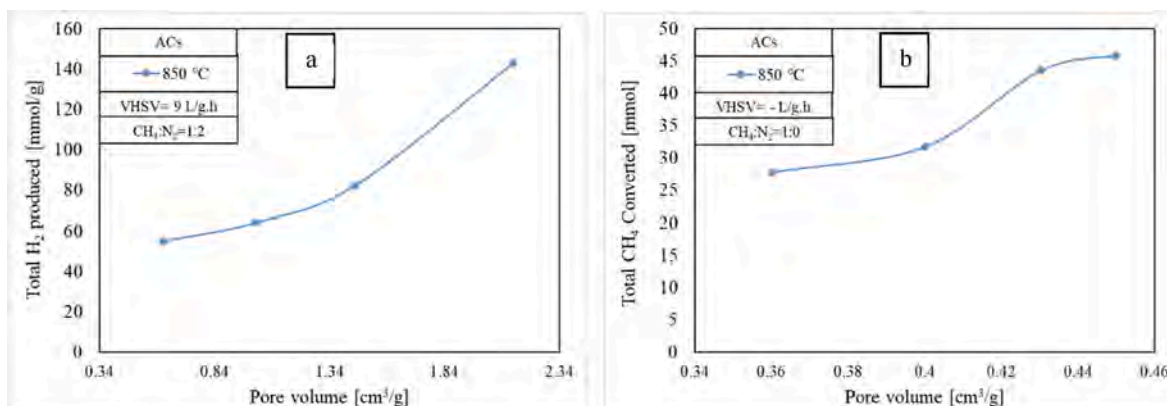 160
140
120
100
80
60
40
20
0
Total H₂ produced [mmol/g]
ACs
850 °C
VHSV= 9 L/g.h
CH₄:N₂=1:2
a
0.34 0.84 1.34 1.84 2.34
Pore volume [cm³/g]
50
45
40
35
30
25
20
15
10
5
0
Total CH₄ Converted [mmol]
ACs
850 °C
VHSV= - L/g.h
CH₄:N₂=1:0
b
0.34 0.36 0.38 0.4 0.42 0.44 0.46
Pore volume [cm³/g]